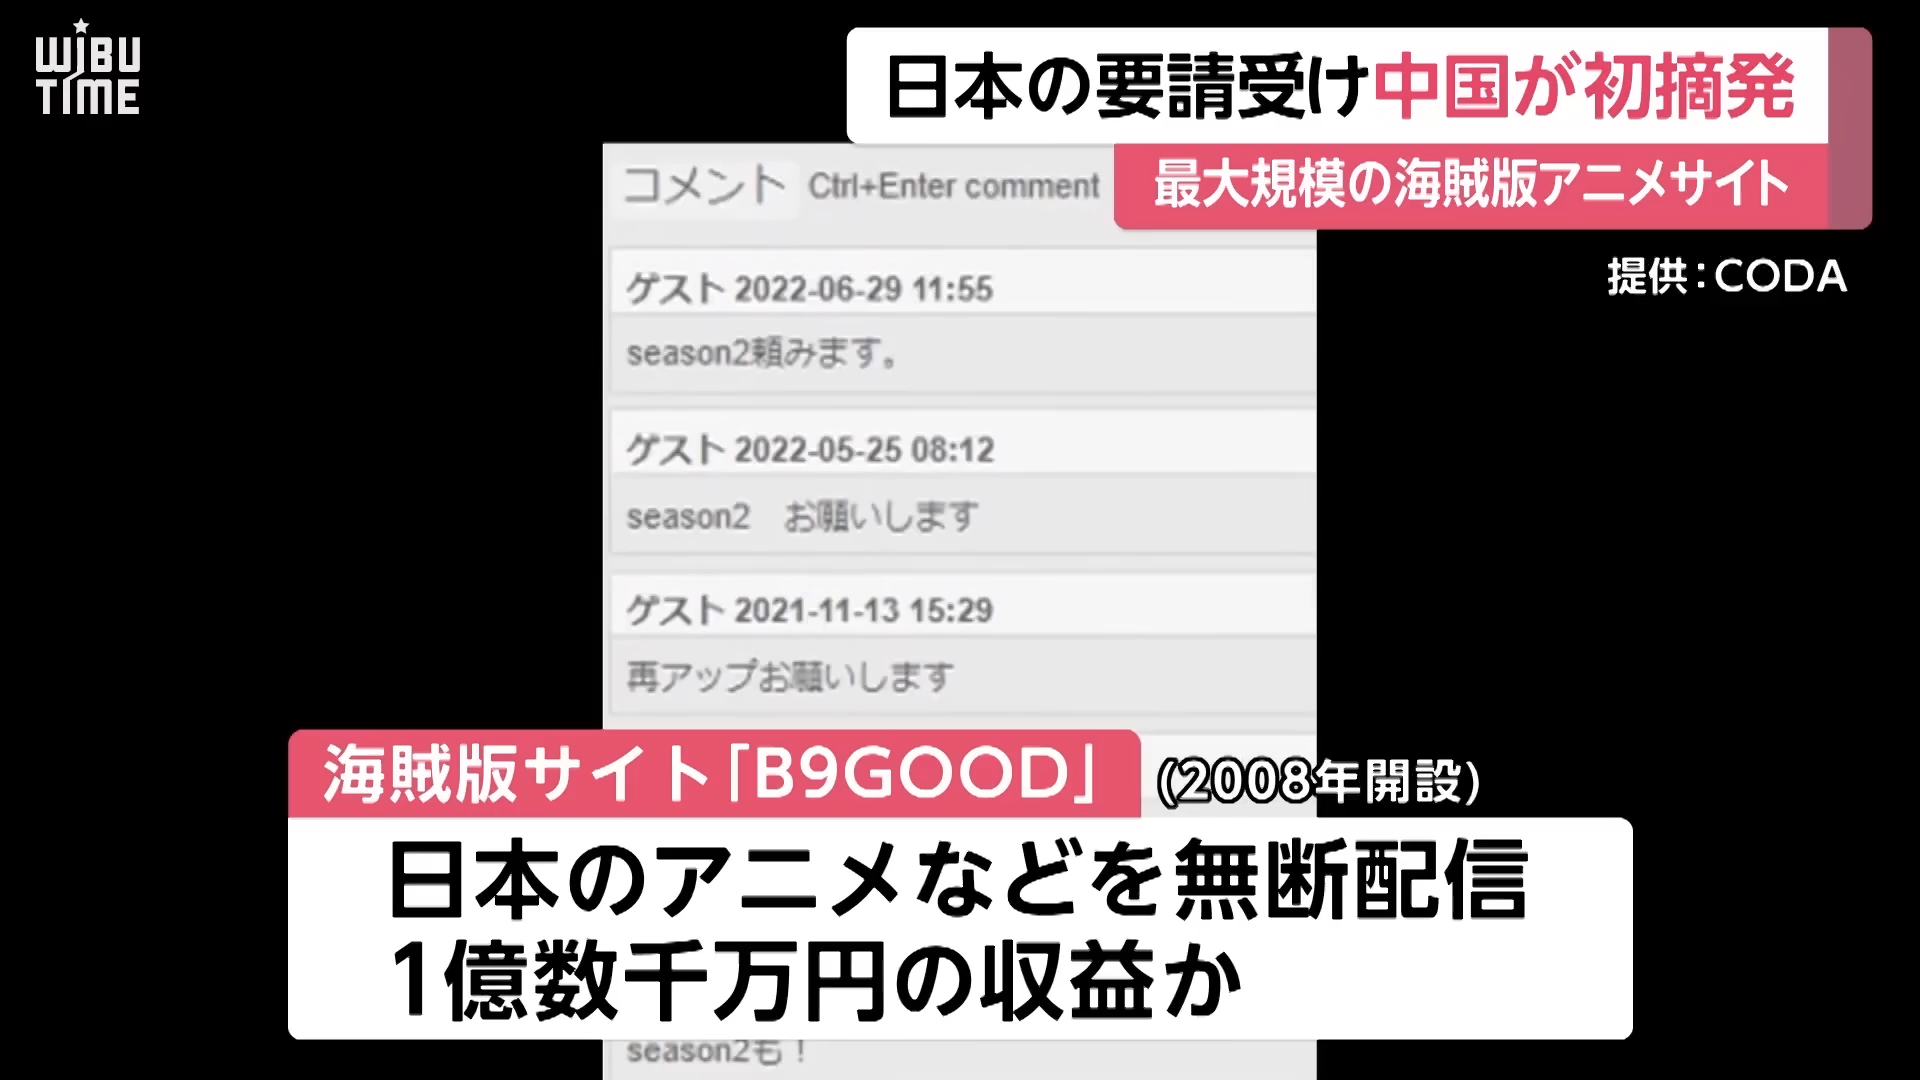 WiBU
TiME
日本の要請受け中国が初摘発
最大規模の海賊版アニメサイト
提供：CODA
コメント Ctrl+Enter comment
ゲスト 2022-06-29 11:55
season2頼みます。
ゲスト 2022-05-25 08:12
season2　お願いします
ゲスト 2021-11-13 15:29
再アップお願いします
海賊版サイト「B9GOOD」 (2008年開設)
日本のアニメなどを無断配信
1億数千万円の収益か
season2も！